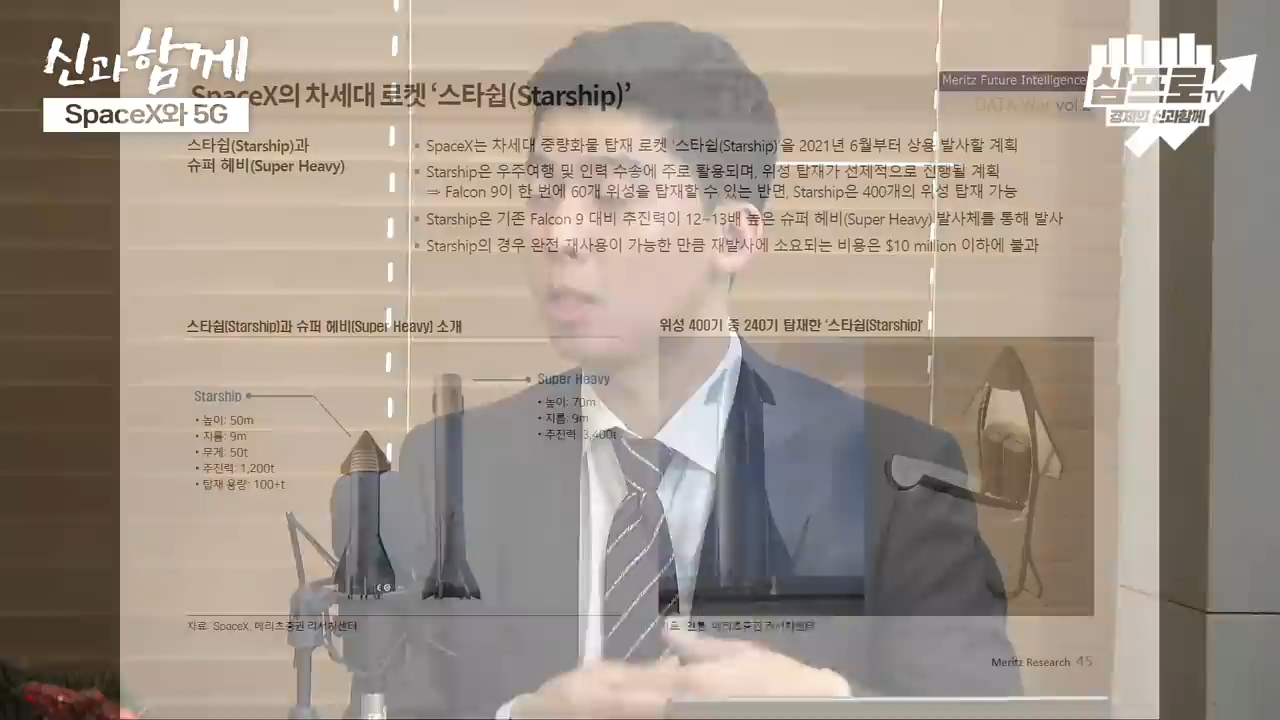 신과함께
SpaceX와 5G
삼프로TV
경제의 신과함께
Meritz Future Intelligence
DATA War vol.
SpaceX의 차세대 로켓 ‘스타쉽(Starship)’
스타쉽(Starship)과
슈퍼 헤비(Super Heavy)
▪ SpaceX는 차세대 중량화물 탑재 로켓 ‘스타쉽(Starship)’을 2021년 6월부터 상용 발사할 계획
▪ Starship은 우주여행 및 인력 수송에 주로 활용되며, 위성 탑재가 선제적으로 진행될 계획
⇒ Falcon 9이 한 번에 60개 위성을 탑재할 수 있는 반면, Starship은 400개의 위성 탑재 가능
▪ Starship은 기존 Falcon 9 대비 추진력이 12~13배 높은 슈퍼 헤비(Super Heavy) 발사체를 통해 발사
▪ Starship의 경우 완전 재사용이 가능한 만큼 재발사에 소요되는 비용은 $10 million 이하에 불과
스타쉽(Starship)과 슈퍼 헤비(Super Heavy) 소개
Starship
• 높이: 50m
• 지름: 9m
• 무게: 50t
• 추진력: 1,200t
• 탑재 용량: 100+t
Super Heavy
• 높이: 70m
• 지름: 9m
• 추진력: 3,400t
자료: SpaceX, 메리츠증권 리서치센터
위성 400기 중 240기 탑재한 ‘스타쉽(Starship)’
자료: 언론, 메리츠증권 리서치센터
Meritz Research 45